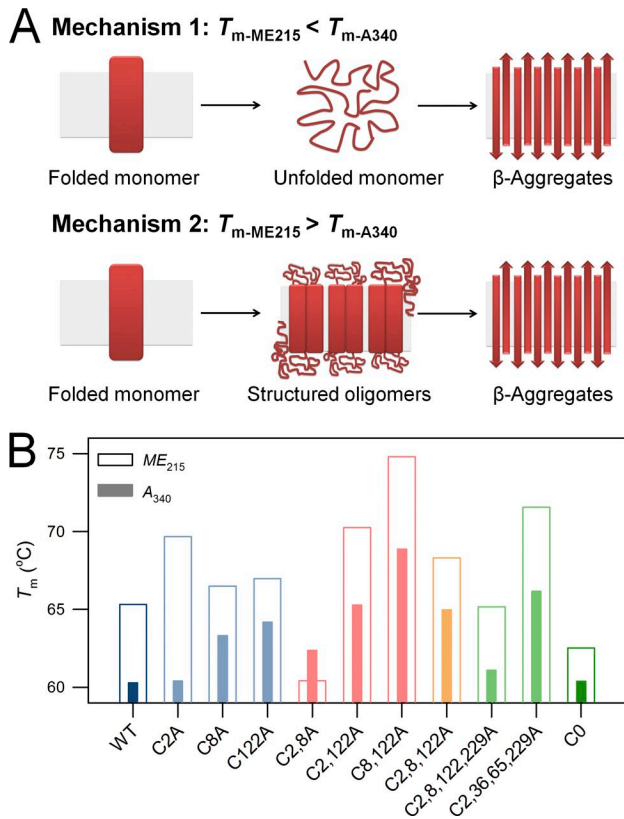 A
Mechanism 1: Tm-ME215 < Tm-A340
Folded monomer
Unfolded monomer
β-Aggregates
Mechanism 2: Tm-ME215 > Tm-A340
Folded monomer
Structured oligomers
β-Aggregates
B
ME215
A340
Tm (°C)
75
70
65
60
WT
C2A
C8A
C122A
C2,8A
C2,122A
C8,122A
C2,8,122A
C2,8,122,229A
C2,36,65,229A
C0